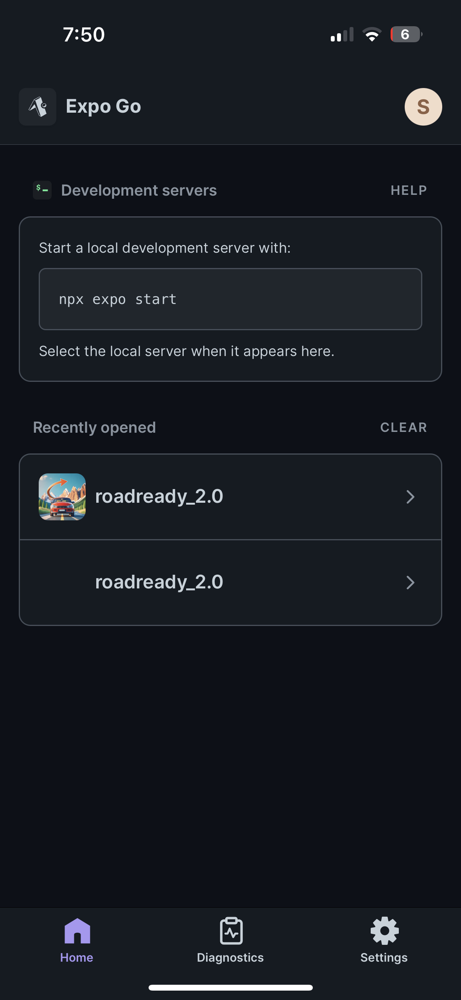 7:50
6
Expo Go
S
$
Development servers
HELP
Start a local development server with:
npx expo start
Select the local server when it appears here.
Recently opened
CLEAR
roadready_2.0
roadready_2.0
Home
Diagnostics
Settings